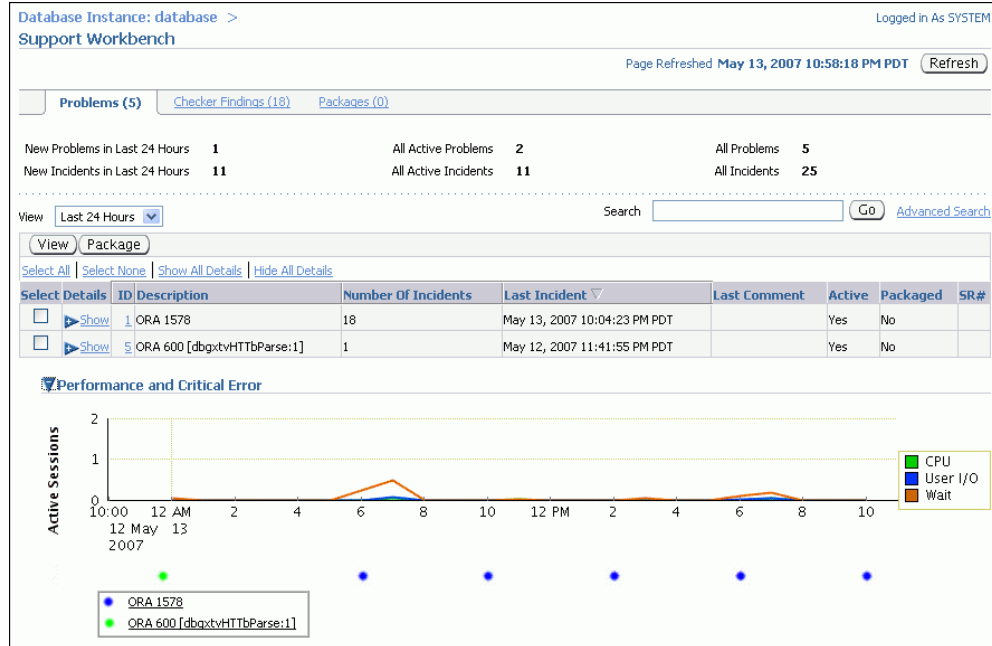 Database Instance: database >
Logged in As SYSTEM
Support Workbench
Page Refreshed May 13, 2007 10:58:18 PM PDT Refresh
Problems (5) Checker Findings (18) Packages (0)
New Problems in Last 24 Hours 1 All Active Problems 2 All Problems 5
New Incidents in Last 24 Hours 11 All Active Incidents 11 All Incidents 25
View Last 24 Hours Search Go Advanced Search
View Package
Select All | Select None | Show All Details | Hide All Details
Select Details ID Description Number Of Incidents Last Incident Last Comment Active Packaged SR#
Show 1 ORA 1578 18 May 13, 2007 10:04:23 PM PDT Yes No
Show 5 ORA 600 [dbgxtvHTTbParse:1] 1 May 12, 2007 11:41:55 PM PDT Yes No
Performance and Critical Error
Active Sessions
2
1
0
10:00 12 AM 2 4 6 8 10 12 PM 2 4 6 8 10
12 May 13
2007
CPU
User I/O
Wait
ORA 1578
ORA 600 [dbgxtvHTTbParse:1]